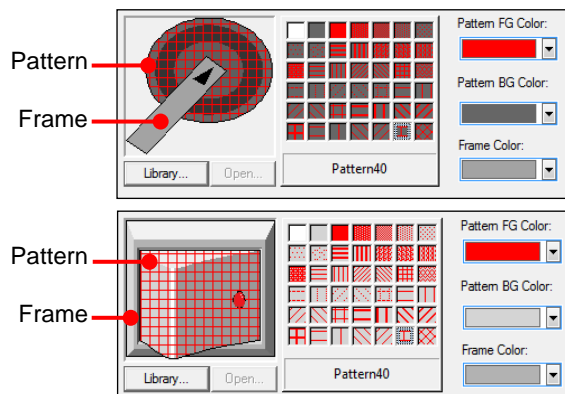 Pattern
Frame
Library...
Open...
Pattern40
Pattern FG Color:
Pattern BG Color:
Frame Color:
Pattern
Frame
Library...
Open...
Pattern40
Pattern FG Color:
Pattern BG Color:
Frame Color: